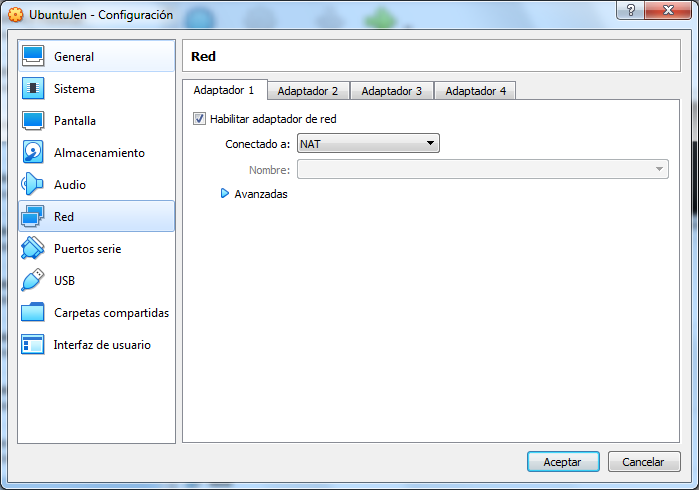 UbuntuJen - Configuración
General
Sistema
Pantalla
Almacenamiento
Audio
Red
Puertos serie
USB
Carpetas compartidas
Interfaz de usuario
Red
Adaptador 1 Adaptador 2 Adaptador 3 Adaptador 4
Habilitar adaptador de red
Conectado a: NAT
Nombre:
Avanzadas
Aceptar Cancelar